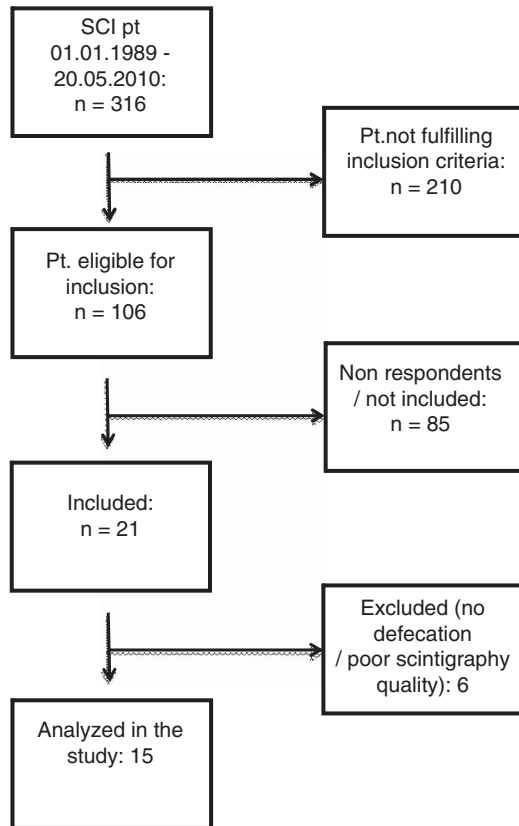 SCI pt
01.01.1989 -
20.05.2010:
n = 316
Pt.not fulfilling
inclusion criteria:
n = 210
Pt. eligible for
inclusion:
n = 106
Non respondents
/ not included:
n = 85
Included:
n = 21
Excluded (no
defecation
/ poor scintigraphy
quality): 6
Analyzed in the
study: 15